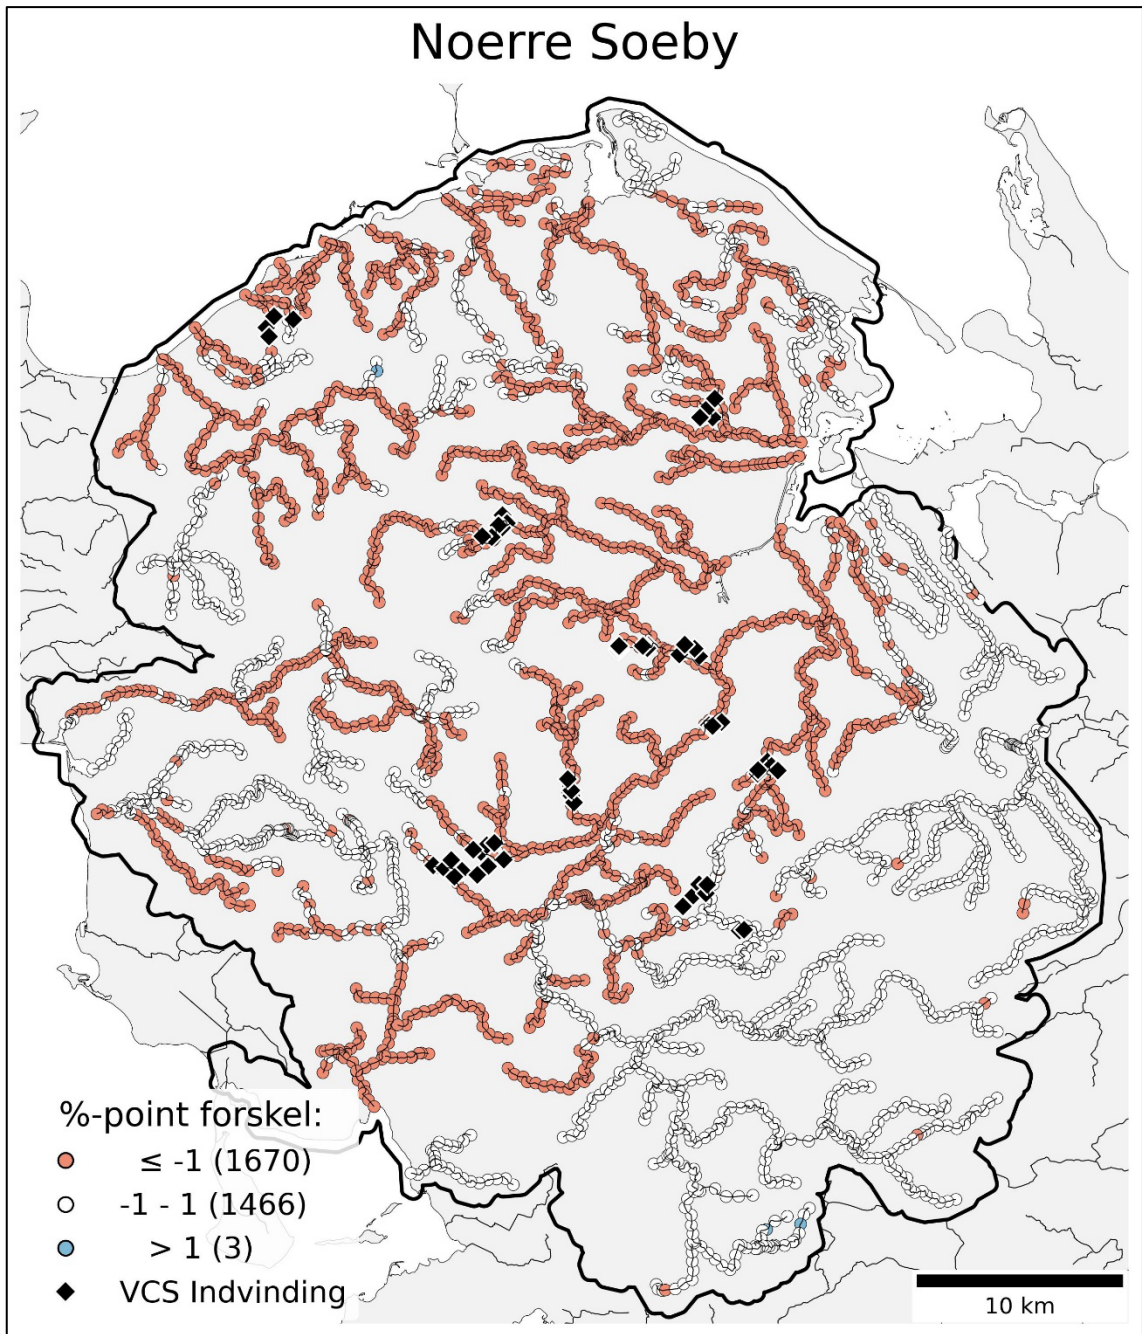 Noerre Soeby
%-point forskel:
≤ -1 (1670)
-1 - 1 (1466)
> 1 (3)
VCS Indvinding
10 km